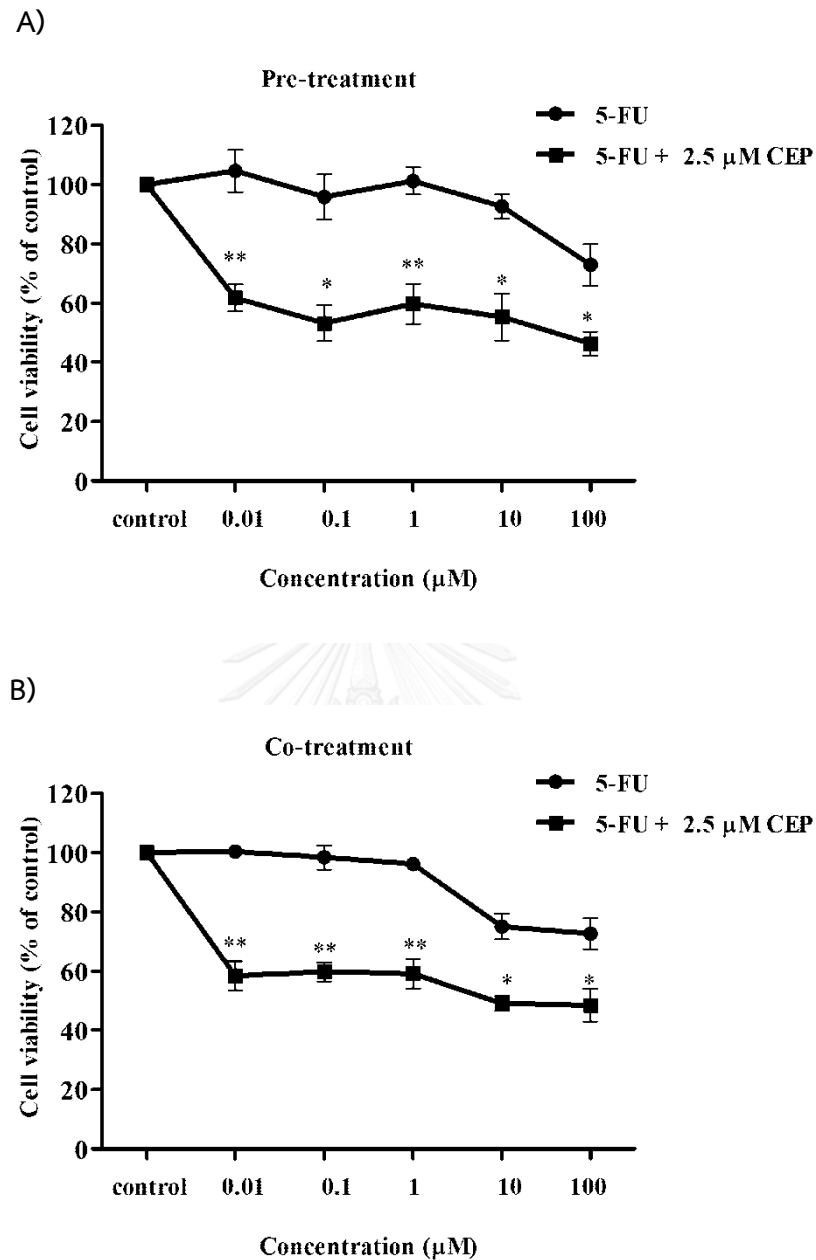 A)
Pre-treatment
5-FU
5-FU + 2.5 μM CEP
Cell viability (% of control)
120
100
80
60
40
20
0
**
*
**
*
*
control 0.01 0.1 1 10 100
Concentration (μM)
B)
Co-treatment
5-FU
5-FU + 2.5 μM CEP
Cell viability (% of control)
120
100
80
60
40
20
0
**
**
**
*
*
control 0.01 0.1 1 10 100
Concentration (μM)